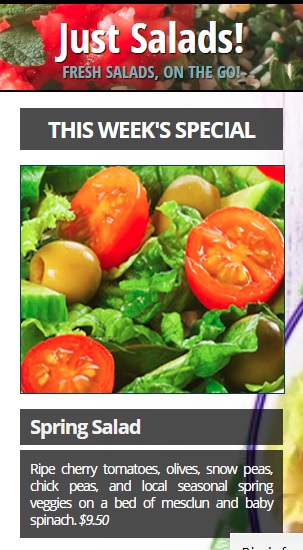 Just Salads!
FRESH SALADS, ON THE GO!
THIS WEEK'S SPECIAL
Spring Salad
Ripe cherry tomatoes, olives, snow peas,
chick peas, and local seasonal spring
veggies on a bed of mesclun and baby
spinach. $9.50